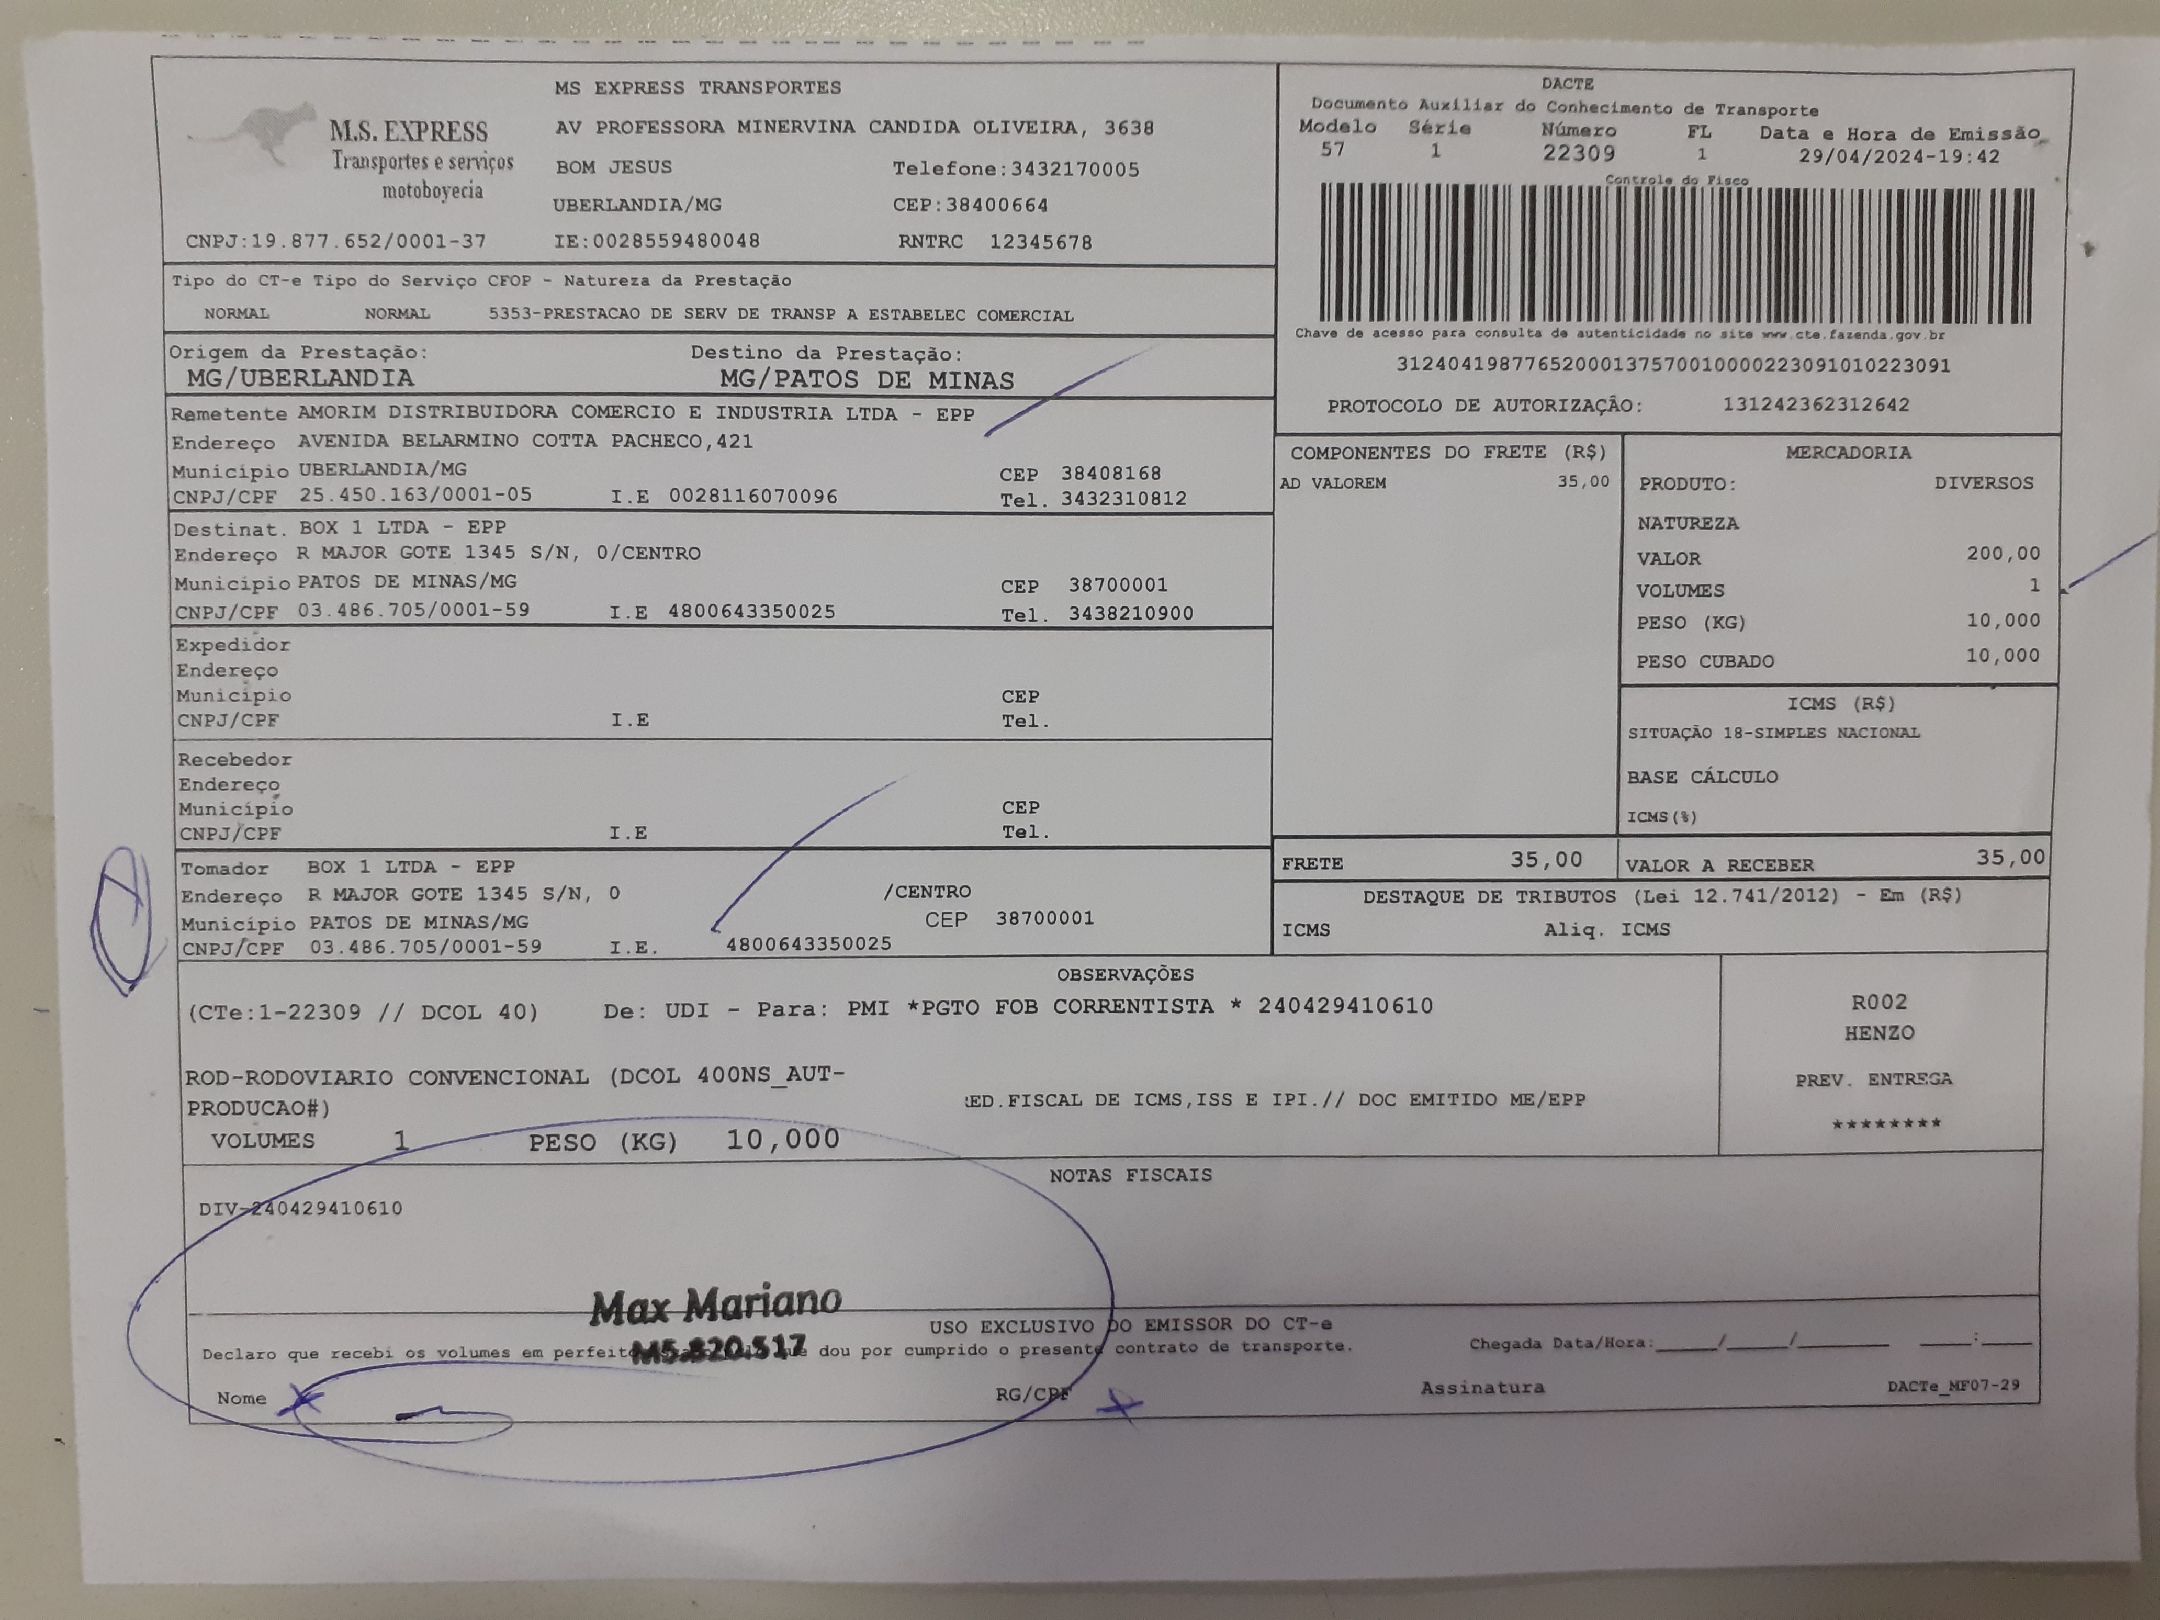 M.S. EXPRESS
Transportes e serviços
motoboyecia
CNPJ:19.877.652/0001-37
MS EXPRESS TRANSPORTES
AV PROFESSORA MINERVINA CANDIDA OLIVEIRA, 3638
BOM JESUS Telefone:3432170005
UBERLANDIA/MG CEP:38400664
IE:0028559480048 RNTRC 12345678
DACTE
Documento Auxiliar do Conhecimento de Transporte
Modelo Série Número FL Data e Hora de Emissão
57 1 22309 1 29/04/2024-19:42
Controle do Fisco
Chave de acesso para consulta de autenticidade no site www.cte.fazenda.gov.br
31240419877652000137570010000223091010223091
PROTOCOLO DE AUTORIZAÇÃO: 131242362312642
Tipo do CT-e Tipo do Serviço CFOP - Natureza da Prestação
NORMAL NORMAL 5353-PRESTACAO DE SERV DE TRANSP A ESTABELEC COMERCIAL
Origem da Prestação: Destino da Prestação:
MG/UBERLANDIA MG/PATOS DE MINAS
Remetente AMORIM DISTRIBUIDORA COMERCIO E INDUSTRIA LTDA - EPP
Endereço AVENIDA BELARMINO COTTA PACHECO,421
Município UBERLANDIA/MG CEP 38408168
CNPJ/CPF 25.450.163/0001-05 I.E 0028116070096 Tel. 3432310812
Destinat. BOX 1 LTDA - EPP
Endereço R MAJOR GOTE 1345 S/N, 0/CENTRO
Município PATOS DE MINAS/MG CEP 38700001
CNPJ/CPF 03.486.705/0001-59 I.E 4800643350025 Tel. 3438210900
Expedidor
Endereço
Município CEP
CNPJ/CPF I.E Tel.
Recebedor
Endereço
Município CEP
CNPJ/CPF I.E Tel.
Tomador BOX 1 LTDA - EPP
Endereço R MAJOR GOTE 1345 S/N, 0 /CENTRO
Município PATOS DE MINAS/MG CEP 38700001
CNPJ/CPF 03.486.705/0001-59 I.E. 4800643350025
COMPONENTES DO FRETE (R$)
AD VALOREM 35,00
MERCADORIA
PRODUTO: DIVERSOS
NATUREZA
VALOR 200,00
VOLUMES 1
PESO (KG) 10,000
PESO CUBADO 10,000
ICMS (R$)
SITUAÇÃO 18-SIMPLES NACIONAL
BASE CÁLCULO
ICMS(%)
FRETE 35,00 VALOR A RECEBER 35,00
DESTAQUE DE TRIBUTOS (Lei 12.741/2012) - Em (R$)
ICMS Aliq. ICMS
OBSERVAÇÕES
(CTe:1-22309 // DCOL 40) De: UDI - Para: PMI *PGTO FOB CORRENTISTA * 240429410610
ROD-RODOVIARIO CONVENCIONAL (DCOL 400NS_AUT-
PRODUCAO#) ED.FISCAL DE ICMS,ISS E IPI.// DOC EMITIDO ME/EPP
VOLUMES 1 PESO (KG) 10,000
R002
HENZO
PREV. ENTREGA
********
NOTAS FISCAIS
DIV-240429410610
Max Mariano
M5.820.517
USO EXCLUSIVO DO EMISSOR DO CT-e
Declaro que recebi os volumes em perfeito que dou por cumprido o presente contrato de transporte. Chegada Data/Hora:____/____/______ ___:___
Nome RG/CPF Assinatura DACTe_MF07-29